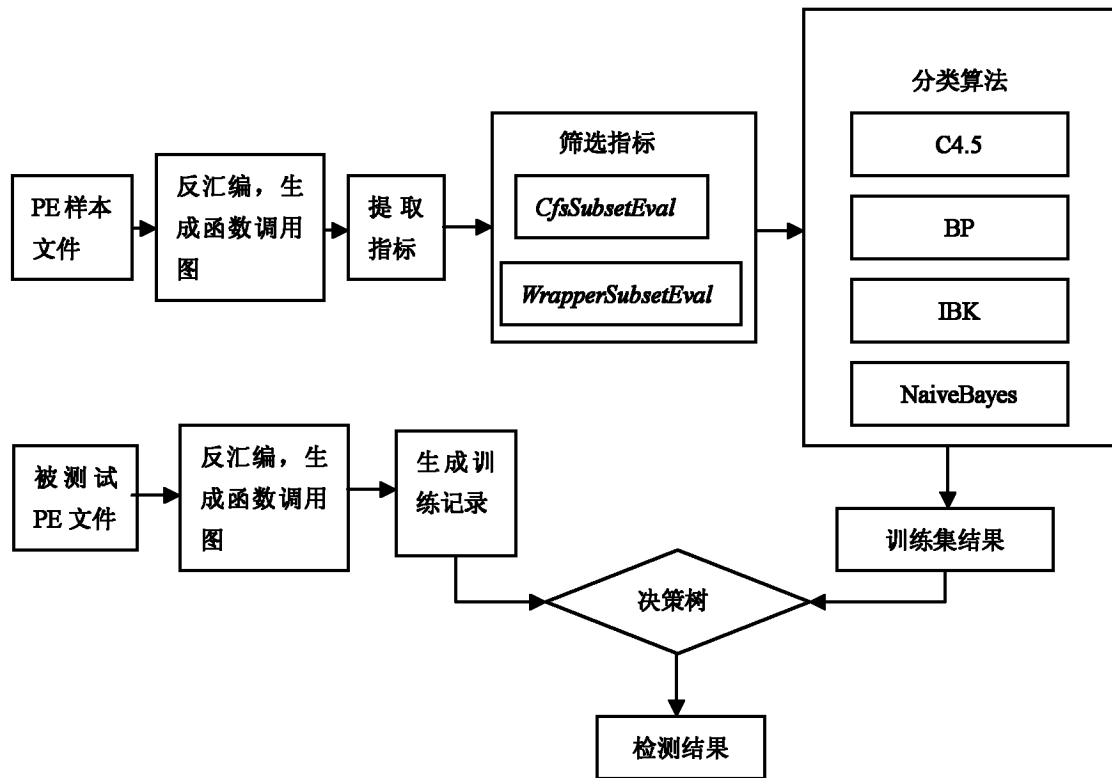 PE样本
文件
反汇编，生
成函数调用
图
提取
指标
筛选指标
CfsSubsetEval
WrapperSubsetEval
分类算法
C4.5
BP
IBK
NaiveBayes
被测试
PE文件
反汇编，生
成函数调用
图
生成训
练记录
训练集结果
决策树
检测结果